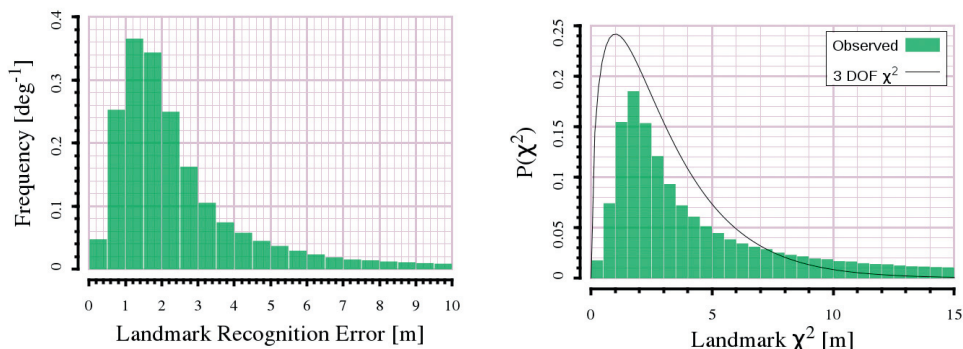 0 0.1 0.2 0.3 0.4
Frequency [deg⁻¹]
0 1 2 3 4 5 6 7 8 9 10
Landmark Recognition Error [m]
0 0.05 0.1 0.15 0.2 0.25
P(χ²)
Observed
3 DOF χ²
0 5 10 15
Landmark χ² [m]